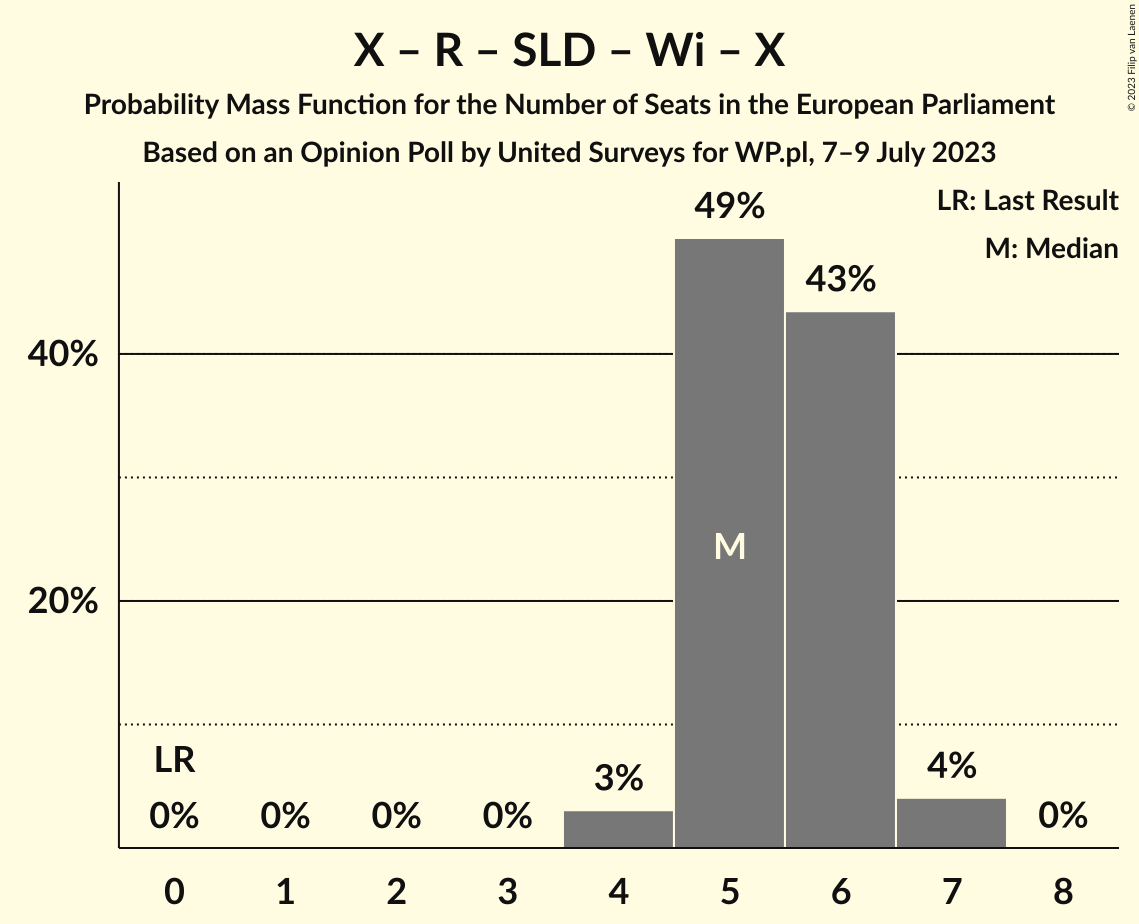 X – R – SLD – Wi – X
Probability Mass Function for the Number of Seats in the European Parliament
Based on an Opinion Poll by United Surveys for WP.pl, 7–9 July 2023
© 2023 Filip van Laenen
LR: Last Result
M: Median
49%
43%
40%
M
20%
LR
0%
0%
0%
0%
3%
4%
0%
0 1 2 3 4 5 6 7 8